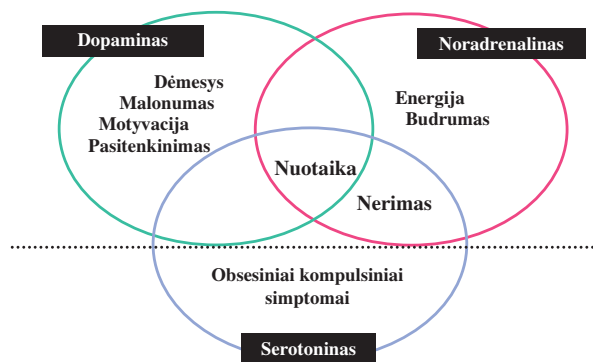 Dopaminas
Noradrenalinas
Dėmesys
Malonumas
Motyvacija
Pasitenkinimas
Energija
Budrumas
Nuotaika
Nerimas
Obsesiniai kompulsiniai
simptomai
Serotoninas